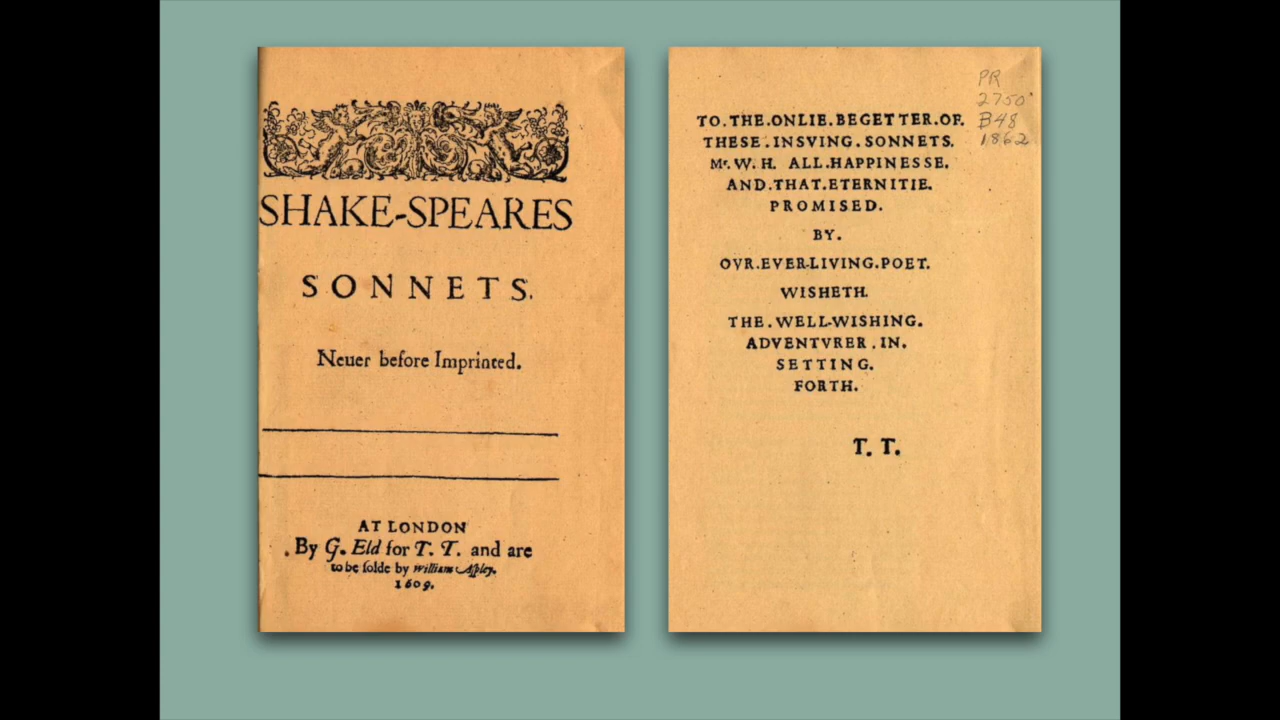 SHAKE-SPEARES
SONNETS.
Neuer before Imprinted.
AT LONDON
By G. Eld for T. T. and are
to be ſolde by William Aſpley.
1609.
TO.THE.ONLIE.BEGETTER.OF.
THESE.INSVING.SONNETS.
Mr. W. H. ALL.HAPPINESSE.
AND.THAT.ETERNITIE.
PROMISED.
BY.
OVR.EVER-LIVING.POET.
WISHETH.
THE.WELL-WISHING.
ADVENTVRER.IN.
SETTING.
FORTH.
T. T.
PR
2750
B48
1862